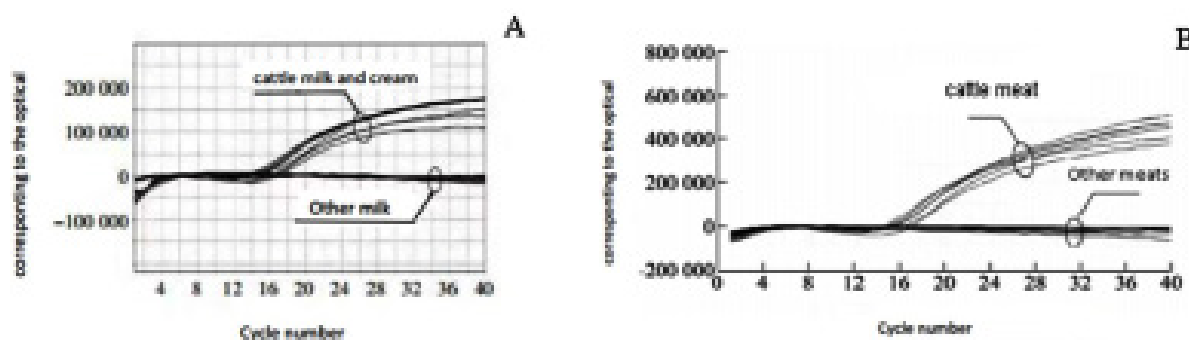 A
corresponding to the optical
200 000
100 000
0
−100 000
cattle milk and cream
Other milk
4 8 12 16 20 24 28 32 36 40
Cycle number
B
corresponding to the optical
800 000
600 000
400 000
200 000
0
-200 000
cattle meat
Other meats
0 4 8 12 16 20 24 28 32 36 40
Cycle number